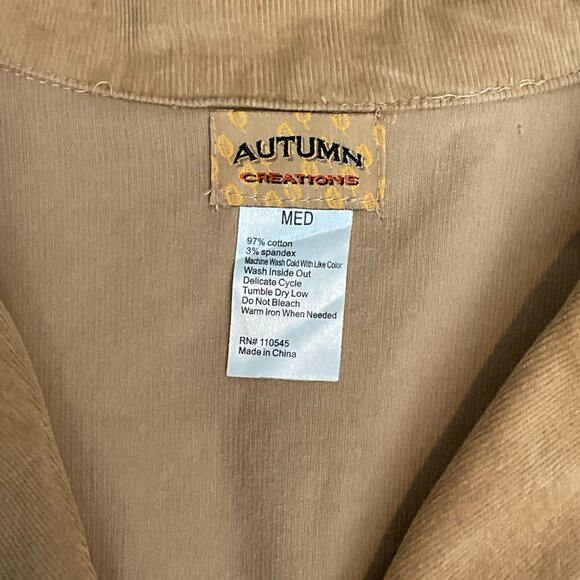 AUTUMN
CREATIONS
MED
97% cotton
3% spandex
Machine Wash Cold With Like Color
Wash Inside Out
Delicate Cycle
Tumble Dry Low
Do Not Bleach
Warm Iron When Needed
RN# 110545
Made in China